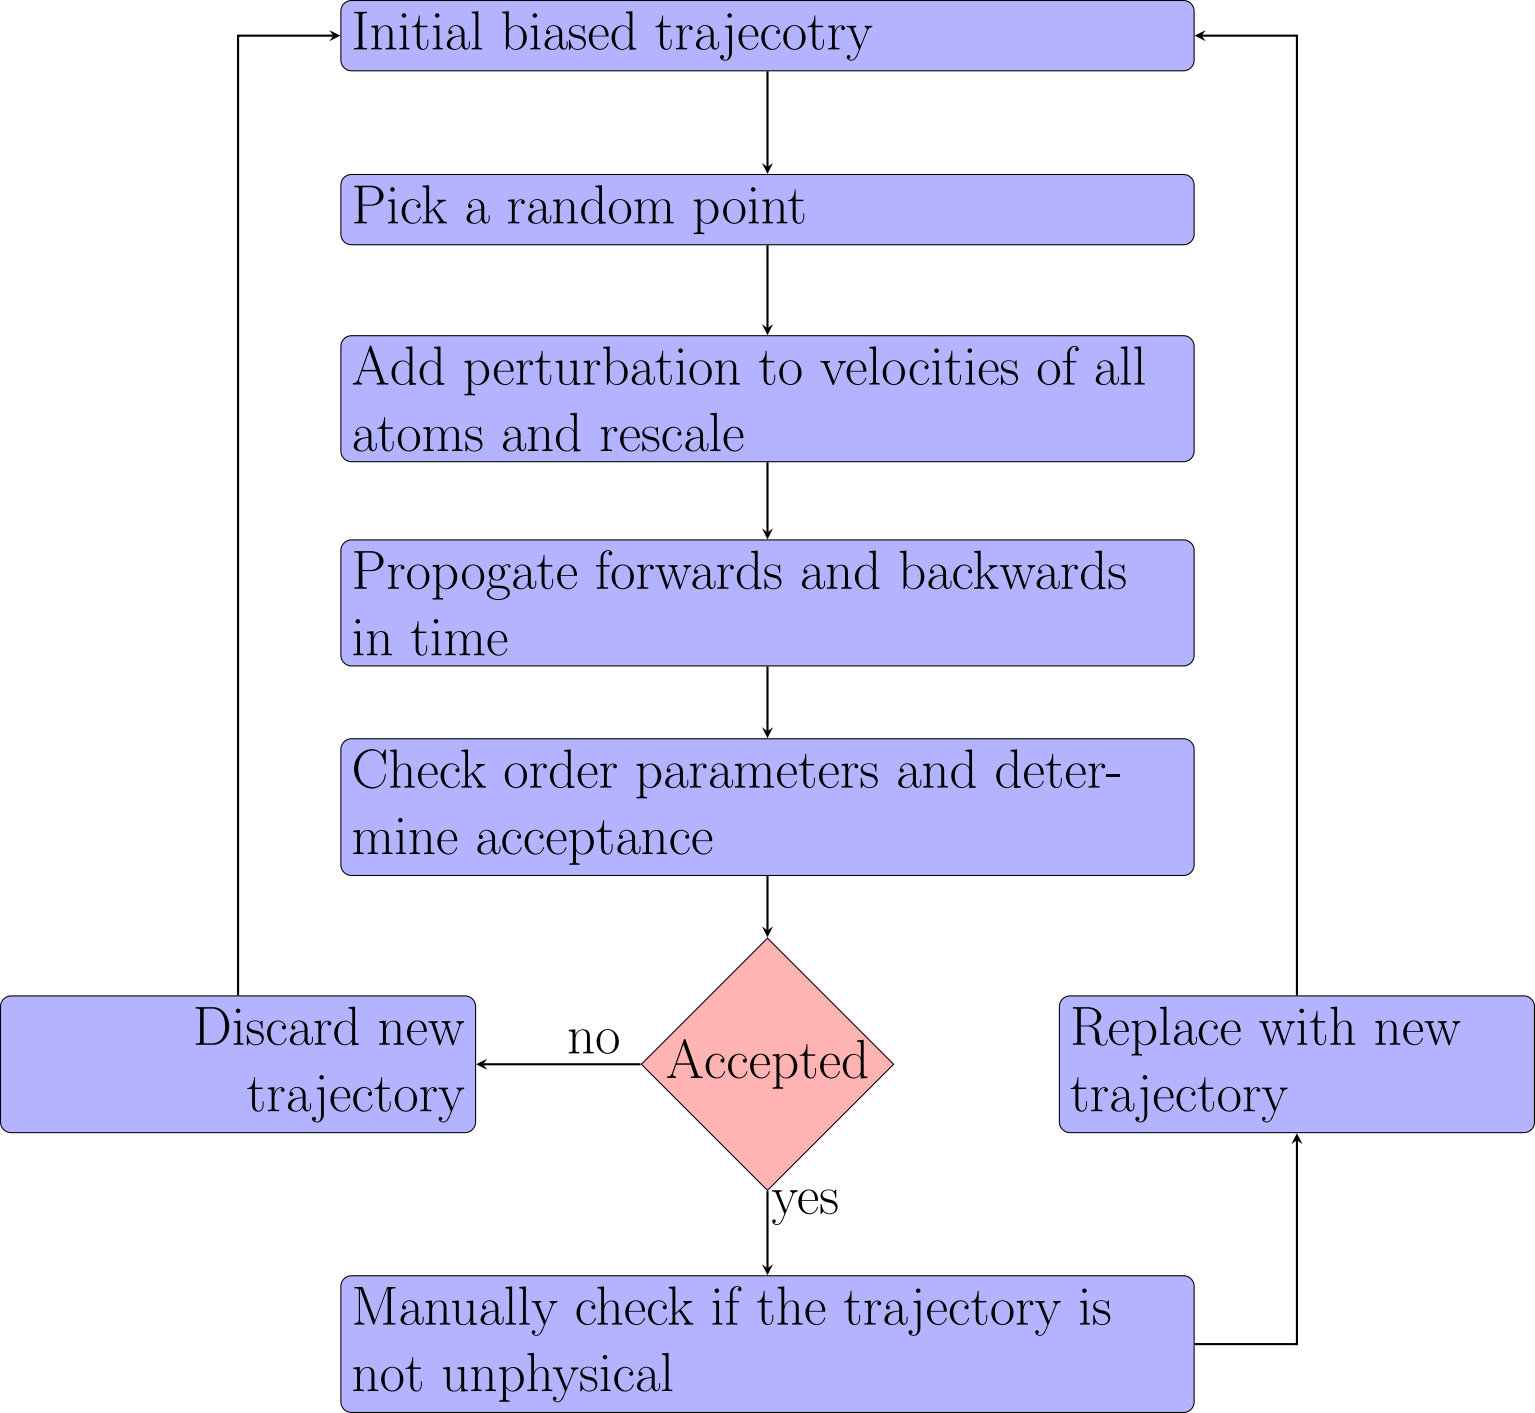 Initial biased trajecotry
Pick a random point
Add perturbation to velocities of all
atoms and rescale
Propogate forwards and backwards
in time
Check order parameters and deter-
mine acceptance
Discard new
trajectory
no
Accepted
Replace with new
trajectory
yes
Manually check if the trajectory is
not unphysical